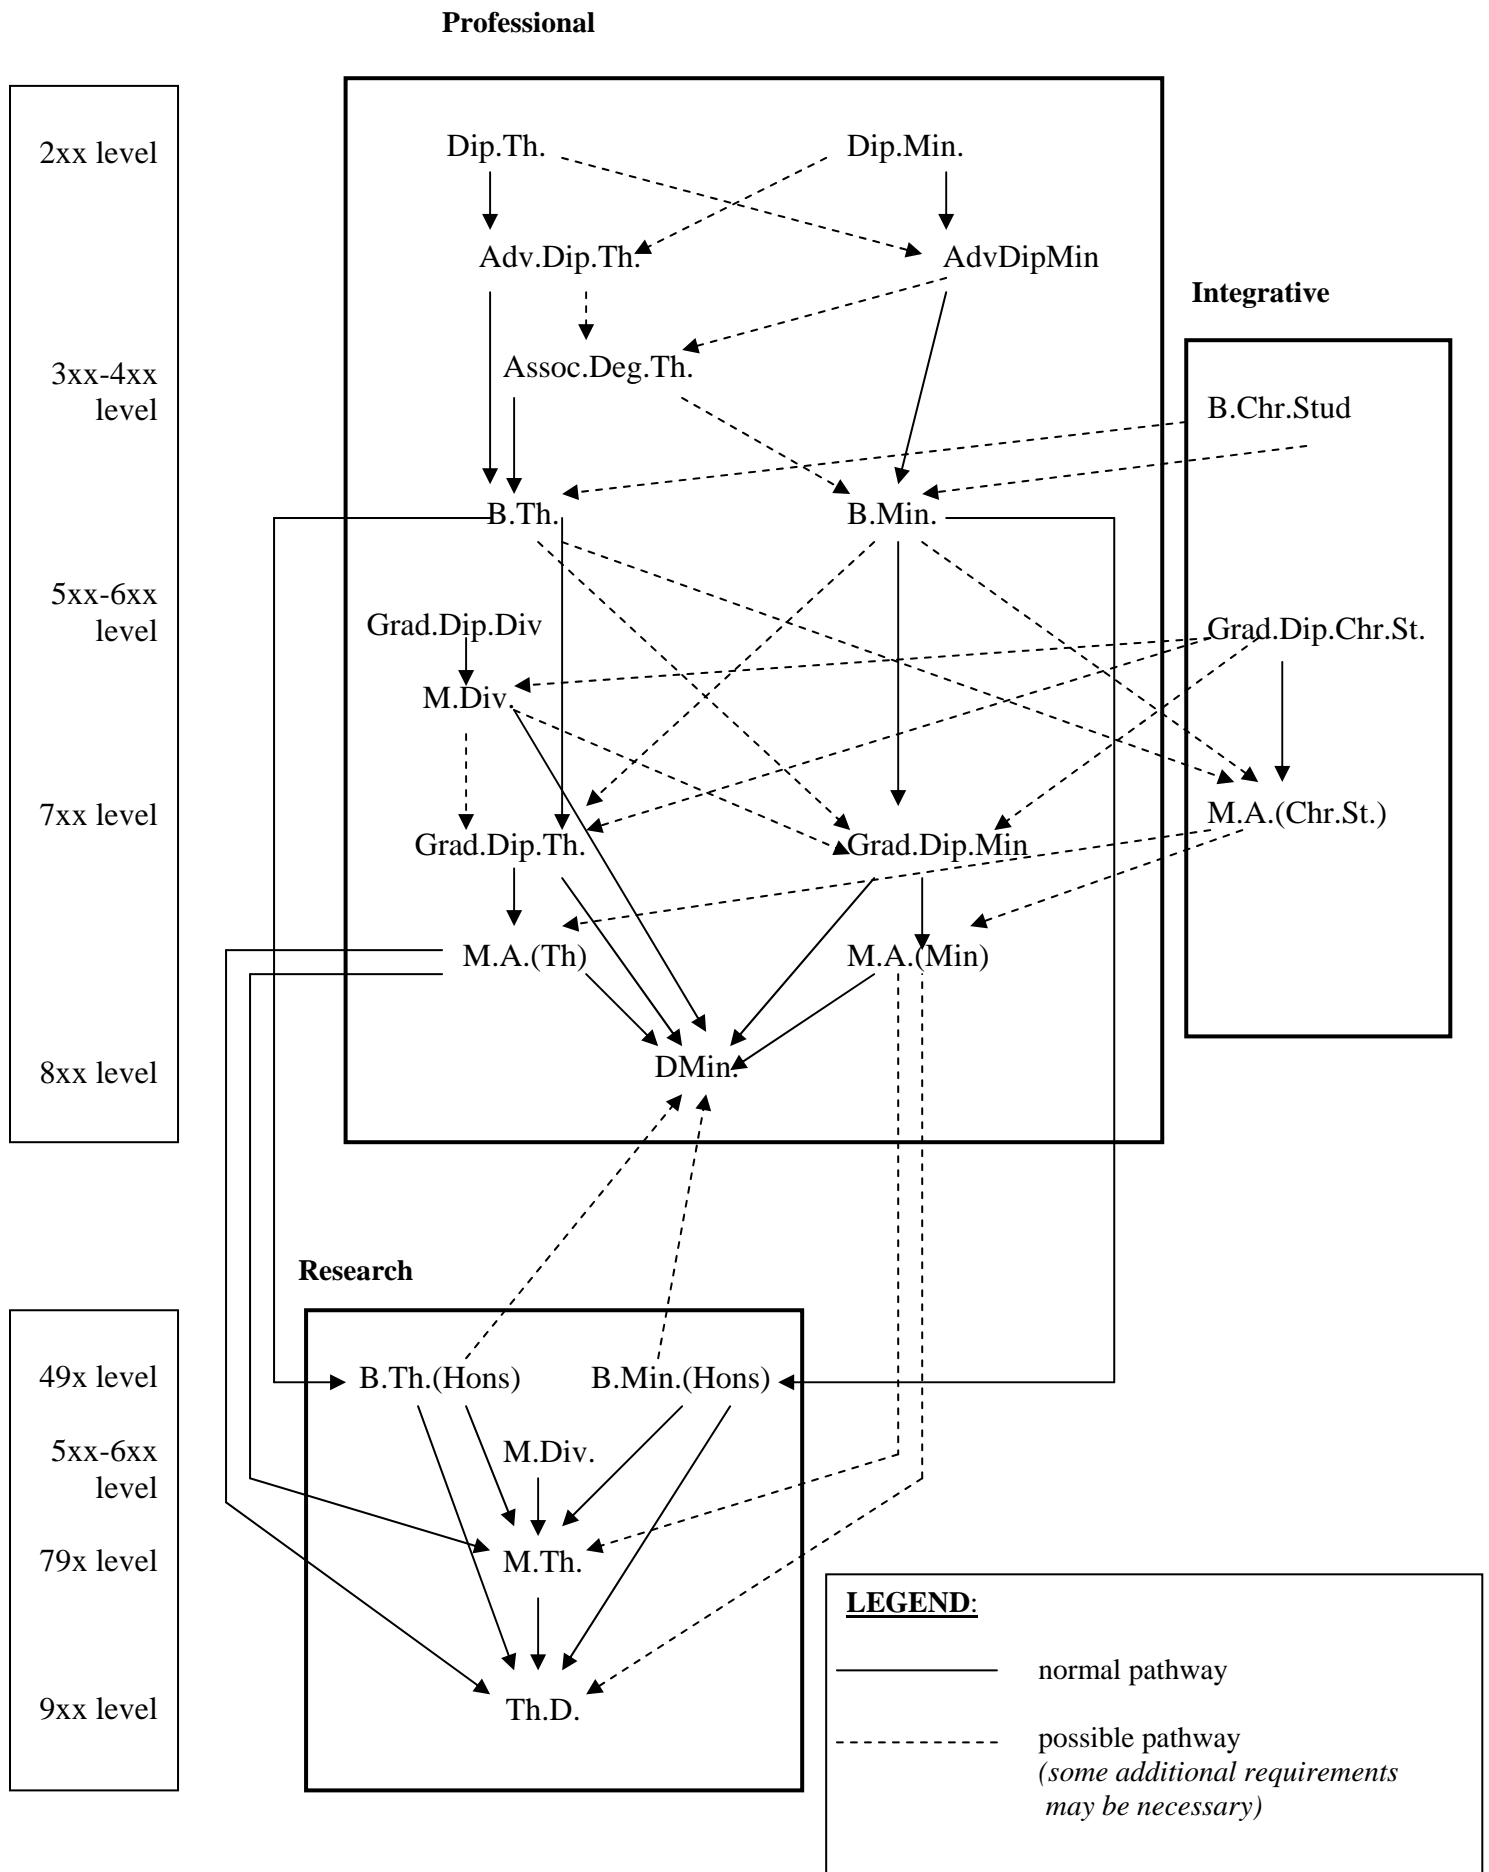 Professional
2xx level
Dip.Th.
Dip.Min.
Adv.Dip.Th.
AdvDipMin
Integrative
3xx-4xx
level
Assoc.Deg.Th.
B.Chr.Stud
B.Th.
B.Min.
5xx-6xx
level
Grad.Dip.Div
Grad.Dip.Chr.St.
M.Div.
7xx level
M.A.(Chr.St.)
Grad.Dip.Th.
Grad.Dip.Min
M.A.(Th)
M.A.(Min)
8xx level
DMin.
Research
49x level
B.Th.(Hons)
B.Min.(Hons)
5xx-6xx
level
M.Div.
79x level
M.Th.
9xx level
Th.D.
LEGEND:
normal pathway
possible pathway
(some additional requirements
may be necessary)